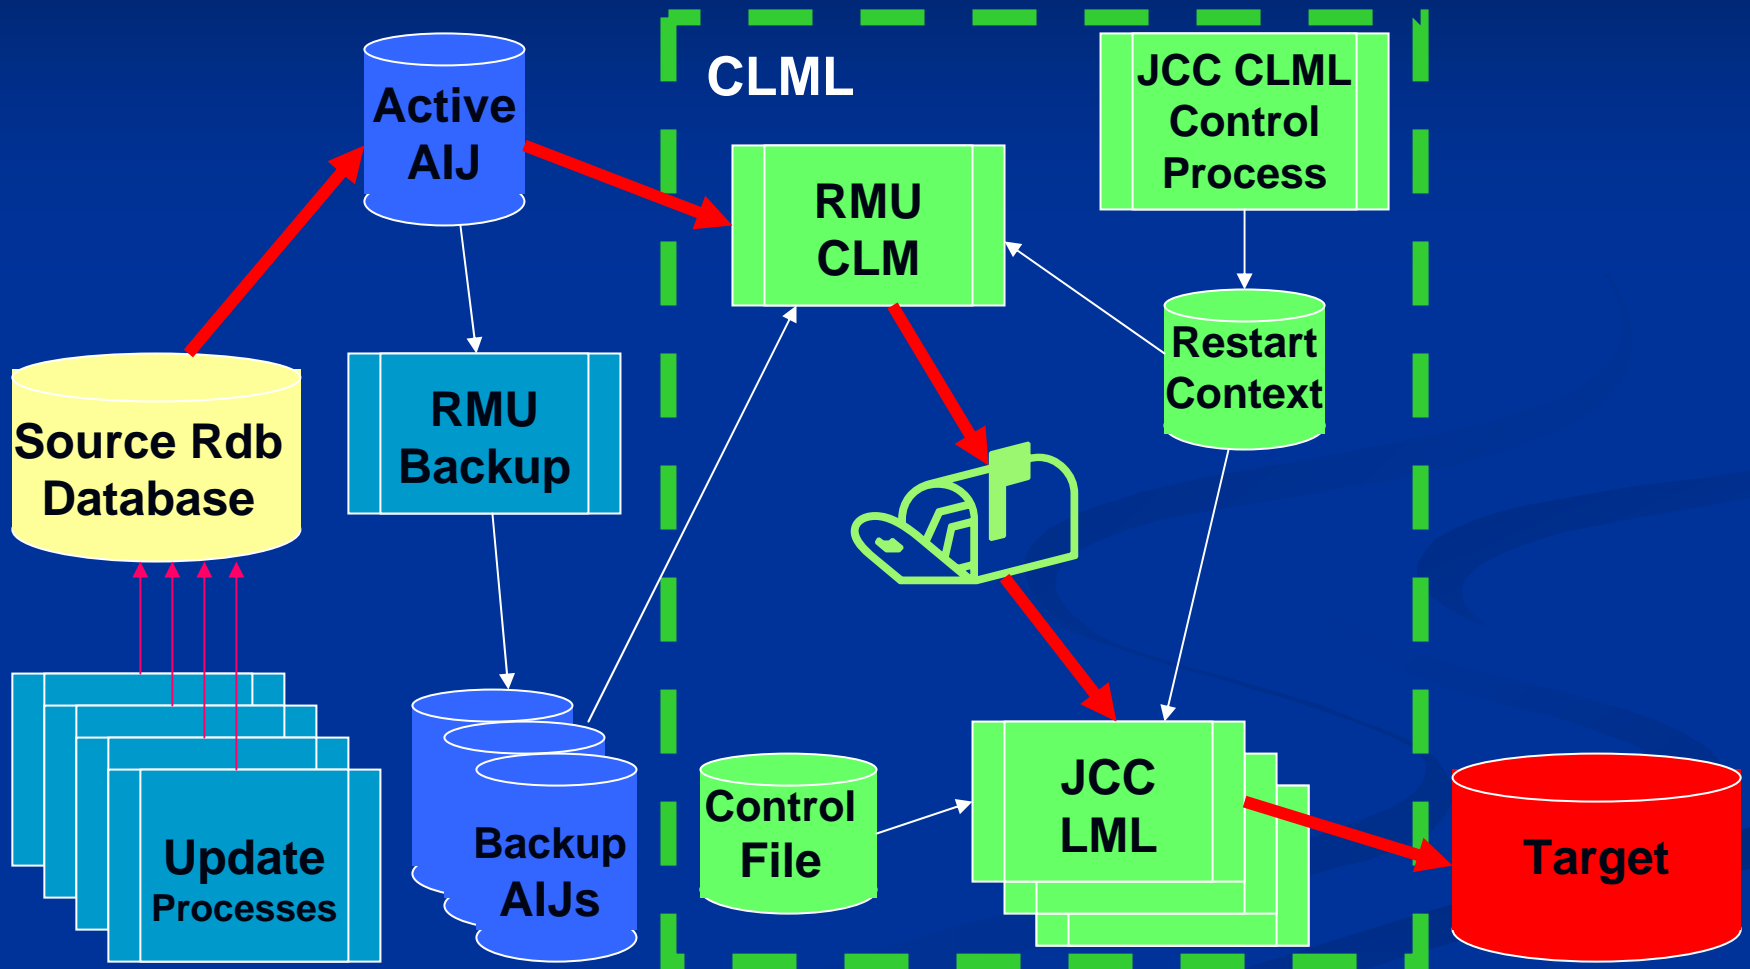 CLML
Active
AIJ
JCC CLML
Control
Process
RMU
CLM
Restart
Context
RMU
Backup
Source Rdb
Database
Update
Processes
Backup
AIJs
Control
File
JCC
LML
Target